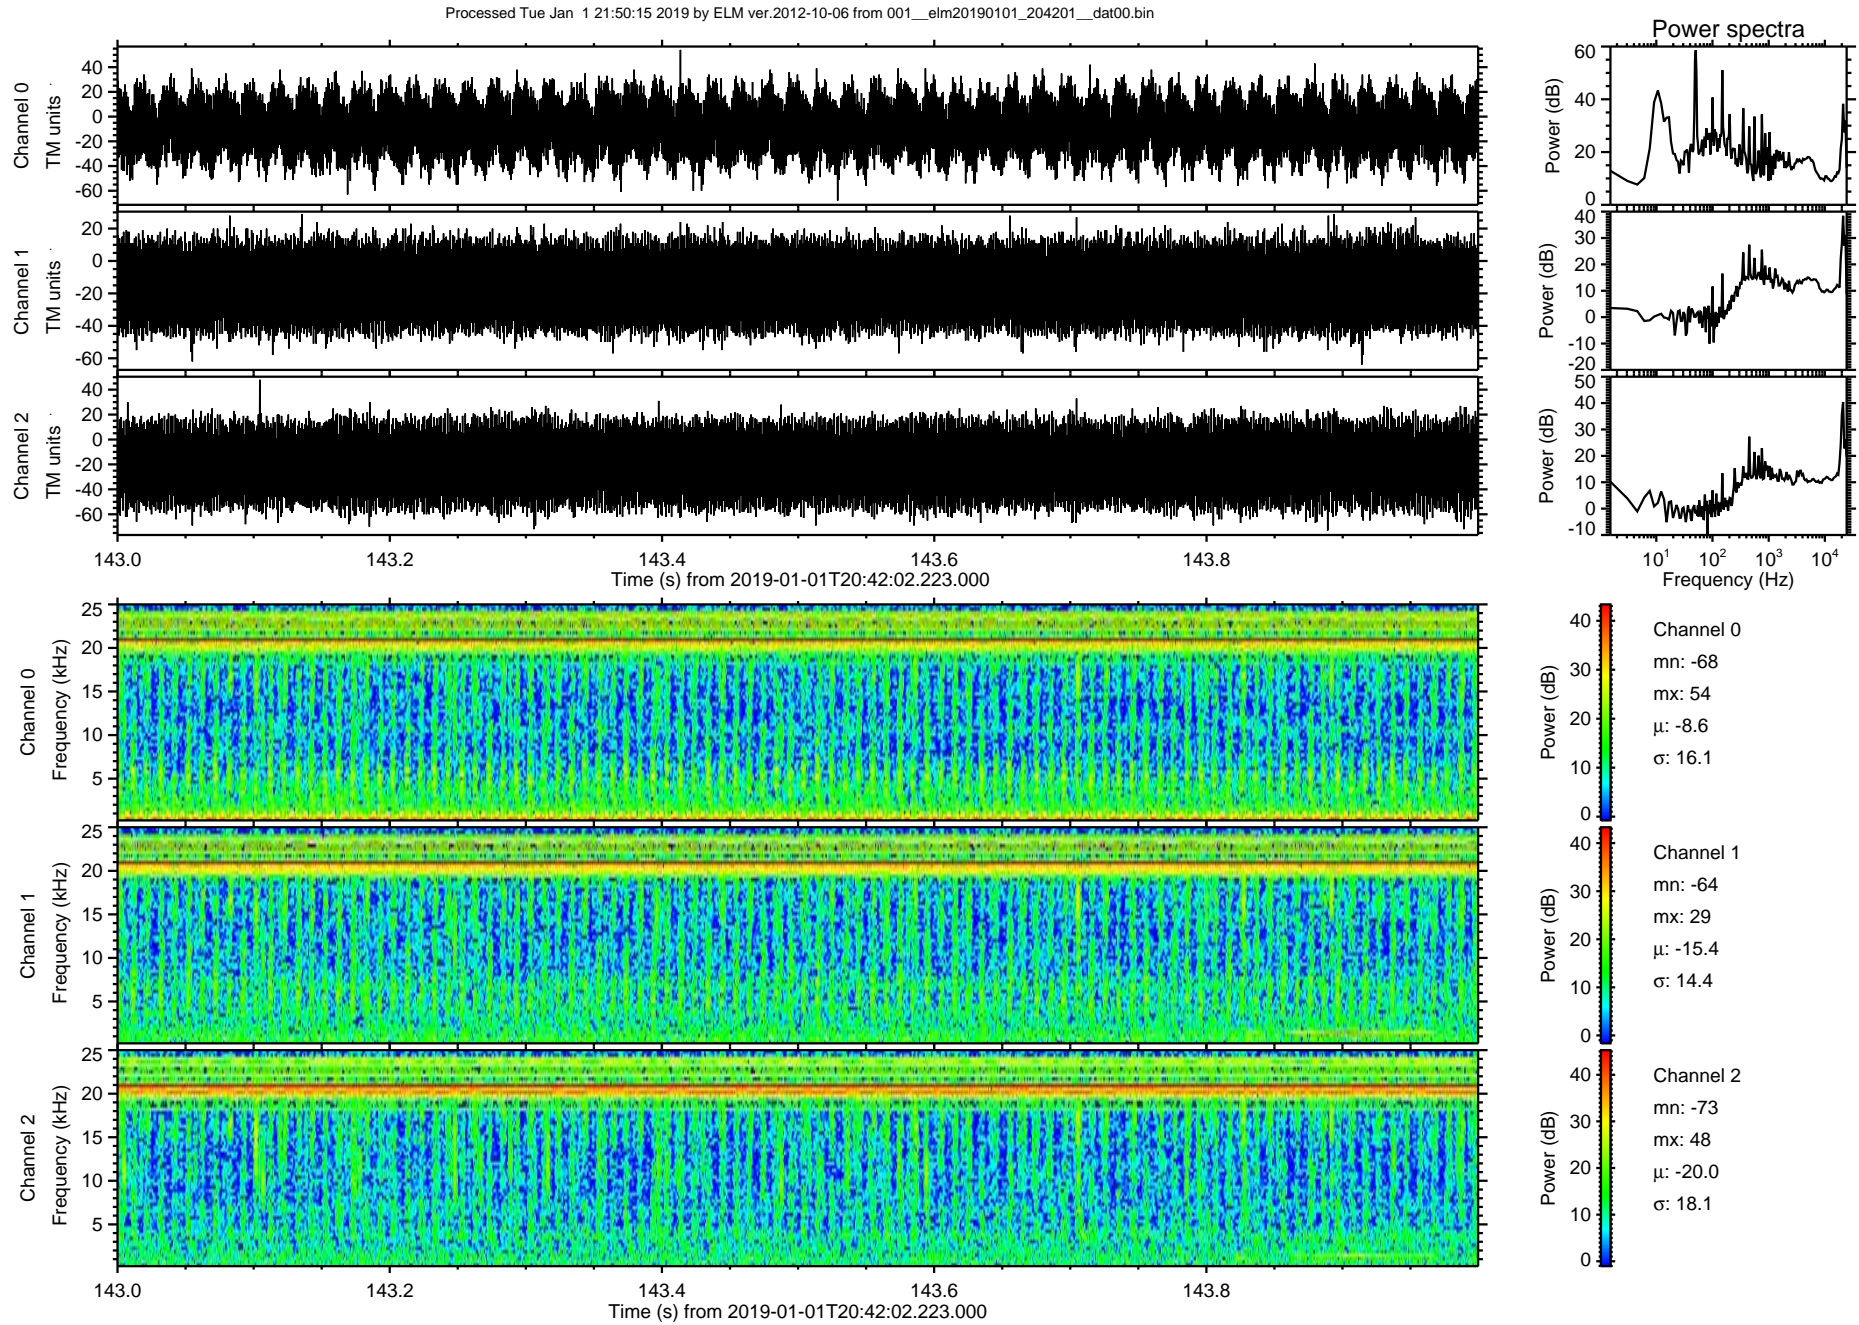 Processed Tue Jan  1 21:50:15 2019 by ELM ver.2012-10-06 from 001__elm20190101_204201__dat00.bin
Power spectra
Channel 0
TM units
40
20
0
-20
-40
-60
Power (dB)
60
40
20
0
Channel 1
TM units
20
0
-20
-40
-60
Power (dB)
40
30
20
10
0
-10
-20
Channel 2
TM units
40
20
0
-20
-40
-60
Power (dB)
50
40
30
20
10
0
-10
143.0 143.2 143.4 143.6 143.8
Time (s) from 2019-01-01T20:42:02.223.000
10^1 10^2 10^3 10^4
Frequency (Hz)
Channel 0
Frequency (kHz)
25
20
15
10
5
Power (dB)
40
30
20
10
0
Channel 0
mn: -68
mx: 54
μ: -8.6
σ: 16.1
Channel 1
Frequency (kHz)
25
20
15
10
5
Power (dB)
40
30
20
10
0
Channel 1
mn: -64
mx: 29
μ: -15.4
σ: 14.4
Channel 2
Frequency (kHz)
25
20
15
10
5
Power (dB)
40
30
20
10
0
Channel 2
mn: -73
mx: 48
μ: -20.0
σ: 18.1
143.0 143.2 143.4 143.6 143.8
Time (s) from 2019-01-01T20:42:02.223.000